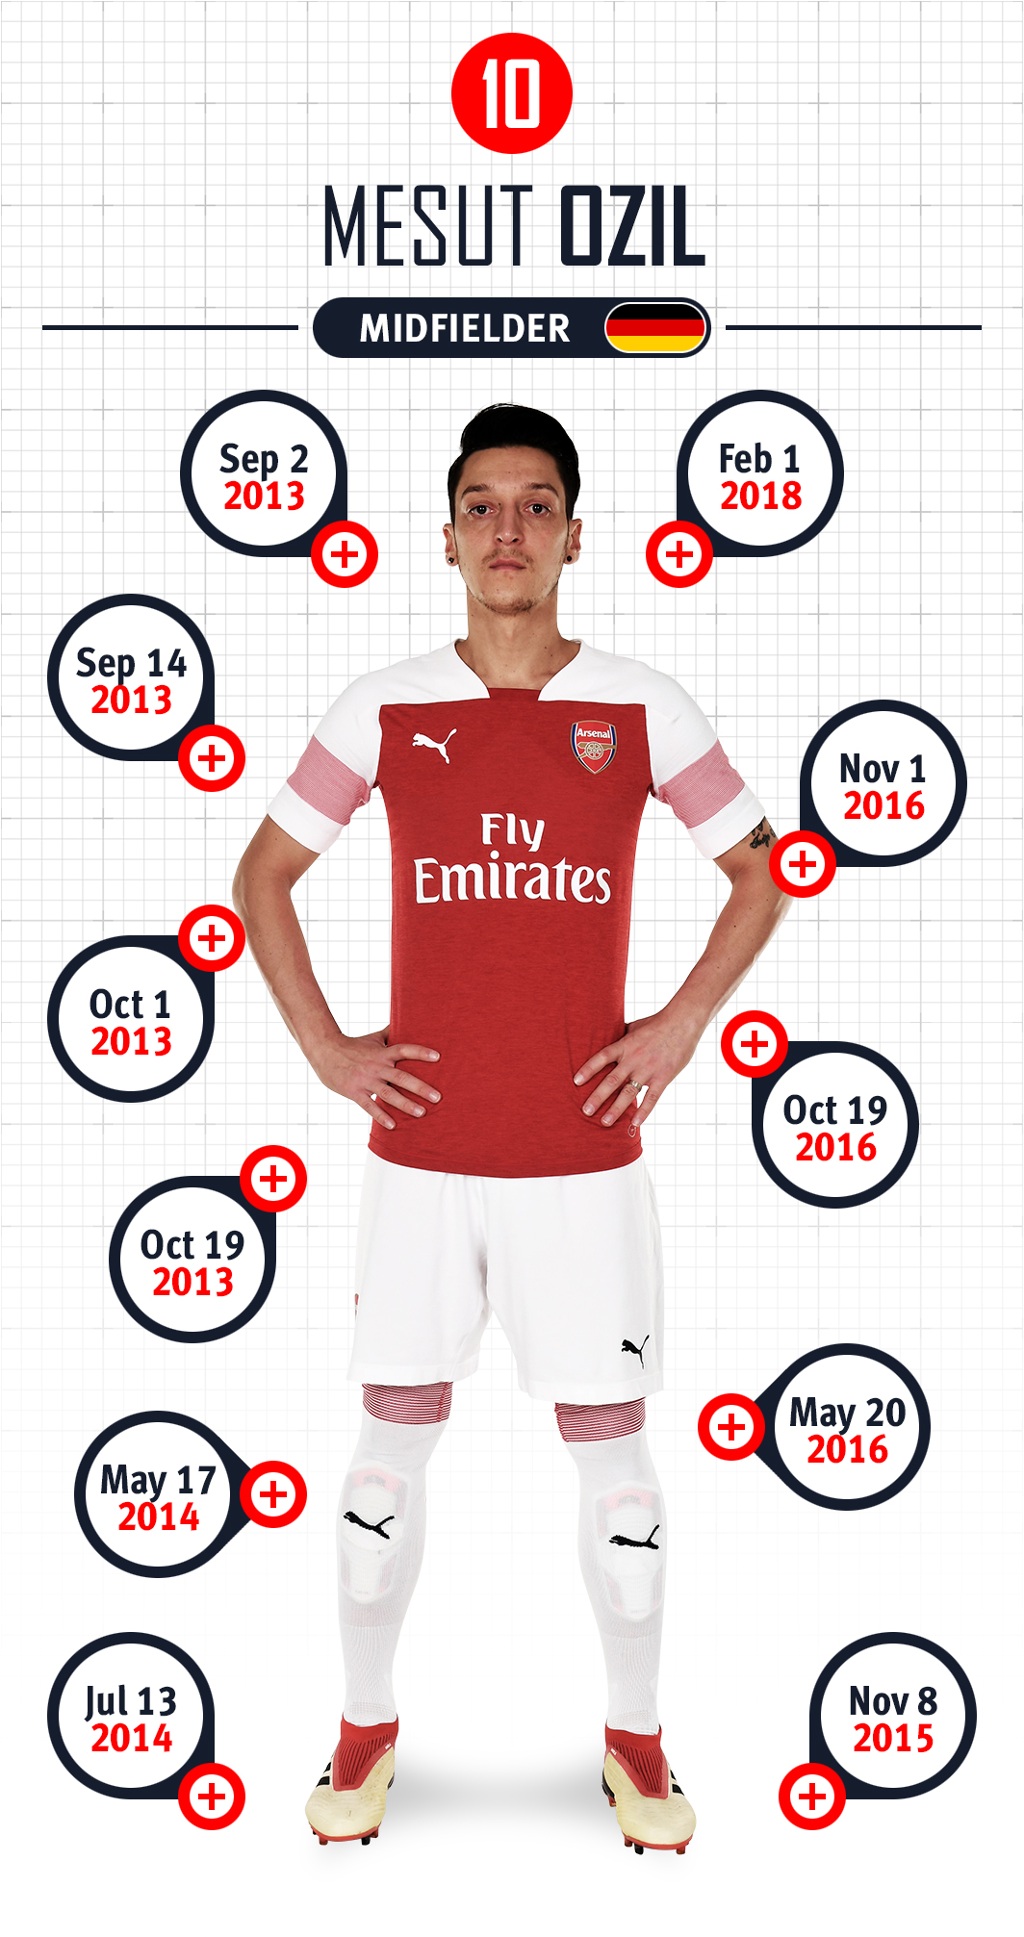 10
MESUT OZIL
MIDFIELDER
Sep 2
2013
Feb 1
2018
Sep 14
2013
Nov 1
2016
Arsenal
Fly
Emirates
Oct 1
2013
Oct 19
2016
Oct 19
2013
May 20
2016
May 17
2014
Jul 13
2014
Nov 8
2015